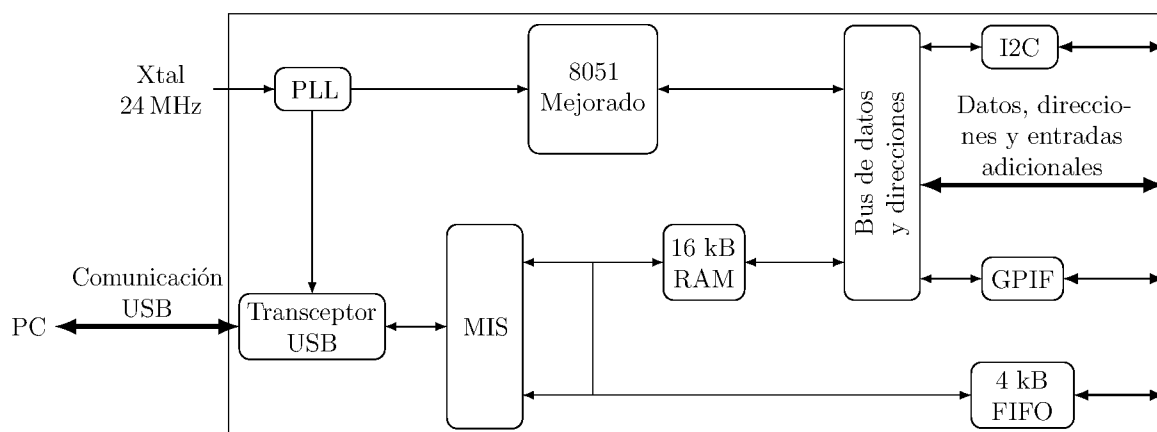 Xtal
24 MHz
PLL
8051
Mejorado
Bus de datos
y direcciones
I2C
Datos, direccio-
nes y entradas
adicionales
16 kB
RAM
GPIF
Comunicación
USB
PC
Transceptor
USB
MIS
4 kB
FIFO